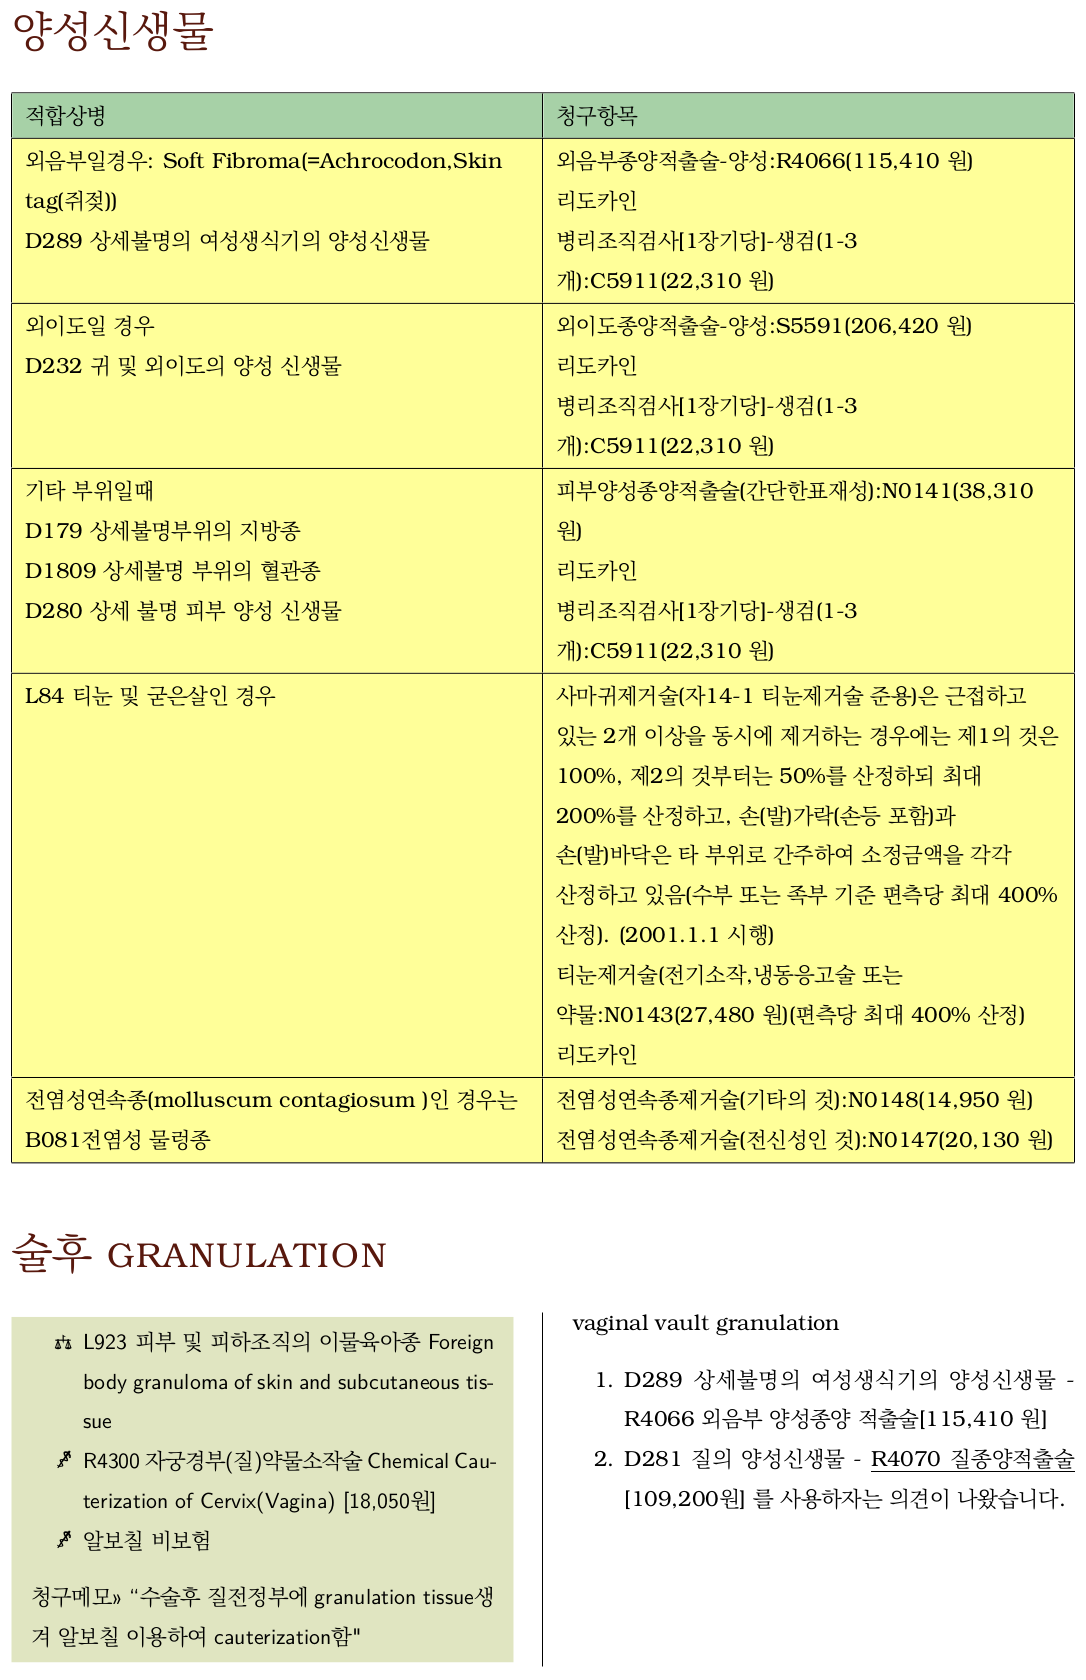 양성신생물
적합상병
청구항목
외음부일경우: Soft Fibroma(=Achrocodon,Skin
tag(쥐젖))
D289 상세불명의 여성생식기의 양성신생물
외음부종양적출술-양성:R4066(115,410 원)
리도카인
병리조직검사[1장기당]-생검(1-3
개):C5911(22,310 원)
외이도일 경우
D232 귀 및 외이도의 양성 신생물
외이도종양적출술-양성:S5591(206,420 원)
리도카인
병리조직검사[1장기당]-생검(1-3
개):C5911(22,310 원)
기타 부위일때
D179 상세불명부위의 지방종
D1809 상세불명 부위의 혈관종
D280 상세 불명 피부 양성 신생물
피부양성종양적출술(간단한표재성):N0141(38,310
원)
리도카인
병리조직검사[1장기당]-생검(1-3
개):C5911(22,310 원)
L84 티눈 및 굳은살인 경우
사마귀제거술(자14-1 티눈제거술 준용)은 근접하고
있는 2개 이상을 동시에 제거하는 경우에는 제1의 것은
100%, 제2의 것부터는 50%를 산정하되 최대
200%를 산정하고, 손(발)가락(손등 포함)과
손(발)바닥은 타 부위로 간주하여 소정금액을 각각
산정하고 있음(수부 또는 족부 기준 편측당 최대 400%
산정). (2001.1.1 시행)
티눈제거술(전기소작,냉동응고술 또는
약물:N0143(27,480 원)(편측당 최대 400% 산정)
리도카인
전염성연속종(molluscum contagiosum )인 경우는
B081전염성 물렁종
전염성연속종제거술(기타의 것):N0148(14,950 원)
전염성연속종제거술(전신성인 것):N0147(20,130 원)
술후 GRANULATION
L923 피부 및 피하조직의 이물육아종 Foreign
body granuloma of skin and subcutaneous tis-
sue
R4300 자궁경부(질)약물소작술 Chemical Cau-
terization of Cervix(Vagina) [18,050원]
알보칠 비보험
청구메모» “수술후 질전정부에 granulation tissue생
겨 알보칠 이용하여 cauterization함"
vaginal vault granulation
1. D289 상세불명의 여성생식기의 양성신생물 -
R4066 외음부 양성종양 적출술[115,410 원]
2. D281 질의 양성신생물 - R4070 질종양적출술
[109,200원] 를 사용하자는 의견이 나왔습니다.